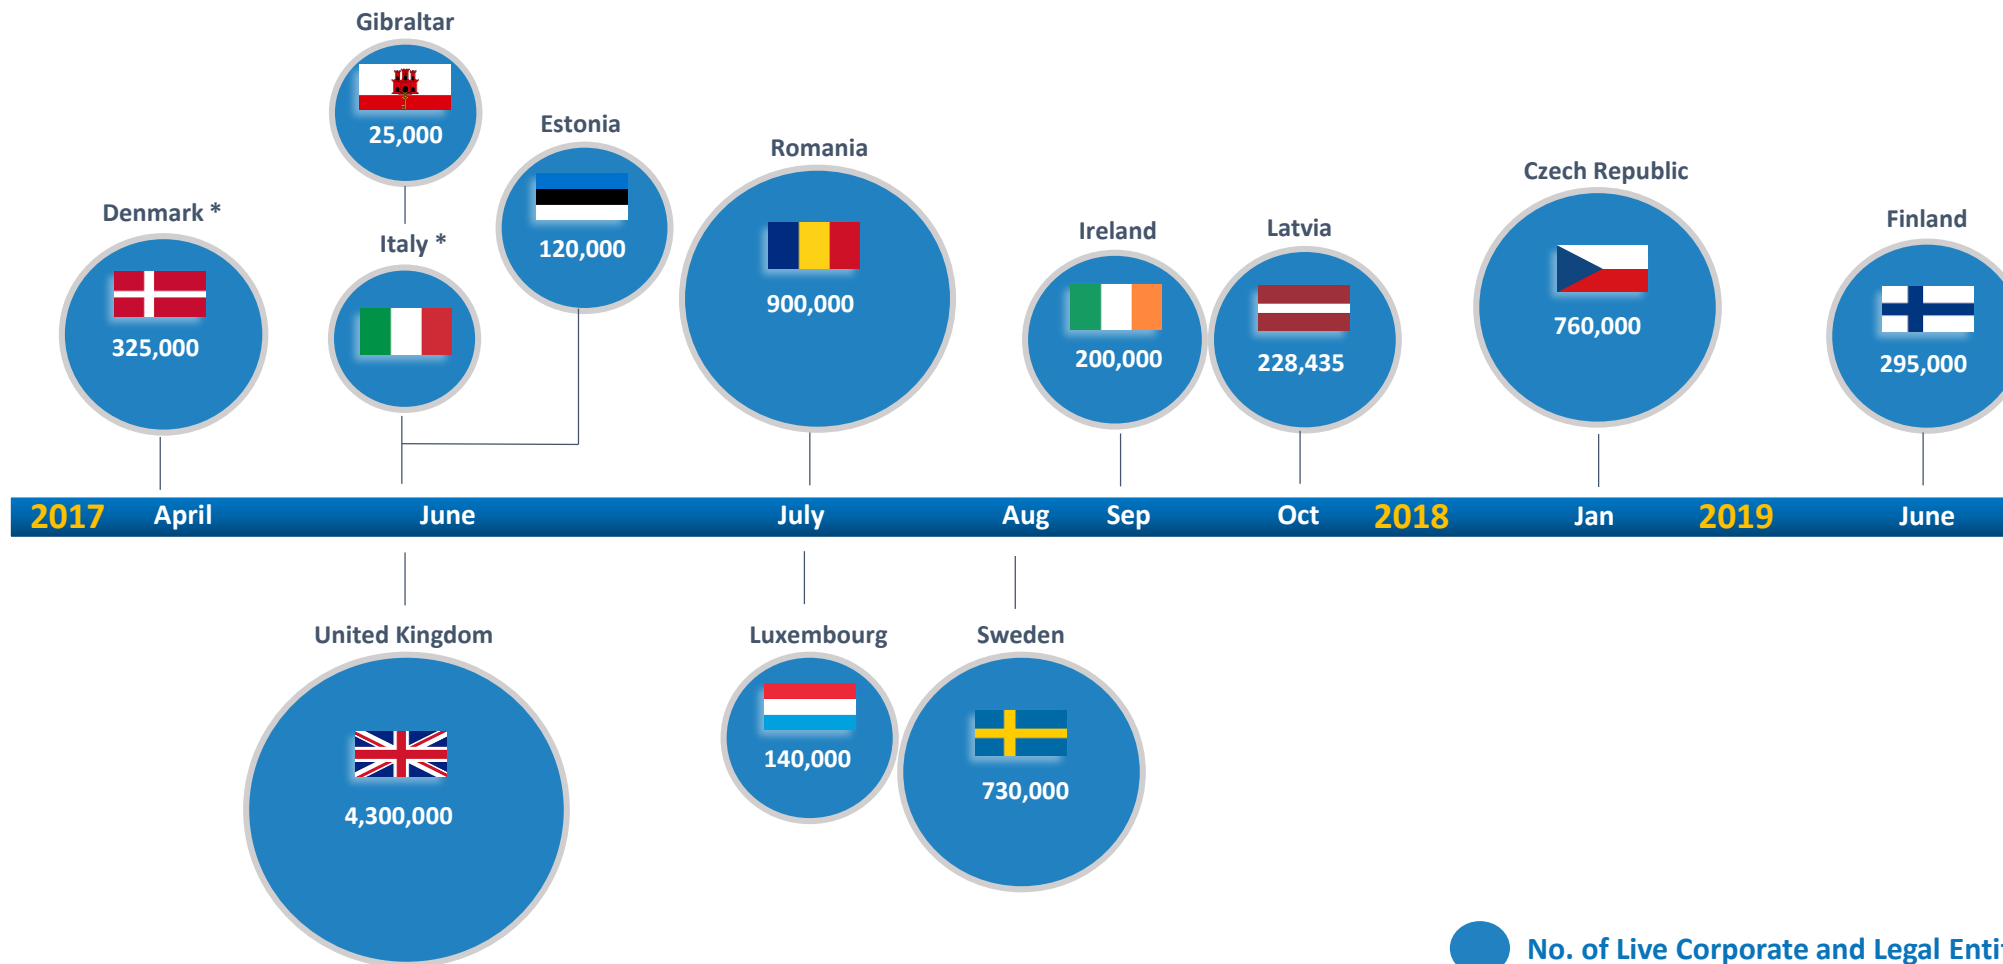 Gibraltar
25,000
Estonia
120,000
Romania
900,000
Czech Republic
760,000
Denmark *
325,000
Italy *
Ireland
200,000
Latvia
228,435
Finland
295,000
2017 April June July Aug Sep Oct 2018 Jan 2019 June
United Kingdom
4,300,000
Luxembourg
140,000
Sweden
730,000
No. of Live Corporate and Legal